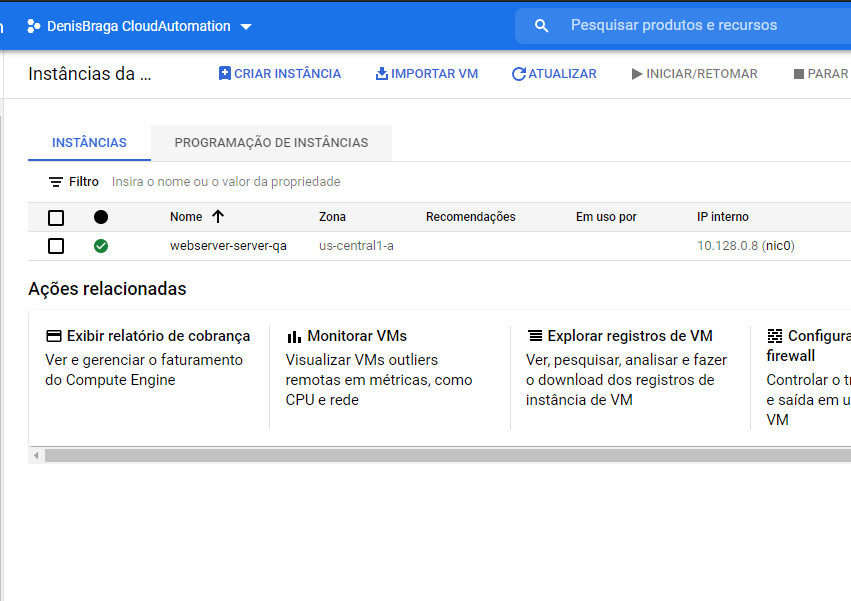 DenisBraga CloudAutomation
Pesquisar produtos e recursos
Instâncias da ...
CRIAR INSTÂNCIA
IMPORTAR VM
ATUALIZAR
INICIAR/RETOMAR
PARAR
INSTÂNCIAS
PROGRAMAÇÃO DE INSTÂNCIAS
Filtro Insira o nome ou o valor da propriedade
Nome Zona Recomendações Em uso por IP interno
webserver-server-qa us-central1-a 10.128.0.8 (nic0)
Ações relacionadas
Exibir relatório de cobrança
Ver e gerenciar o faturamento
do Compute Engine
Monitorar VMs
Visualizar VMs outliers
remotas em métricas, como
CPU e rede
Explorar registros de VM
Ver, pesquisar, analisar e fazer
o download dos registros de
instância de VM
Configura
firewall
Controlar o t
e saída em u
VM